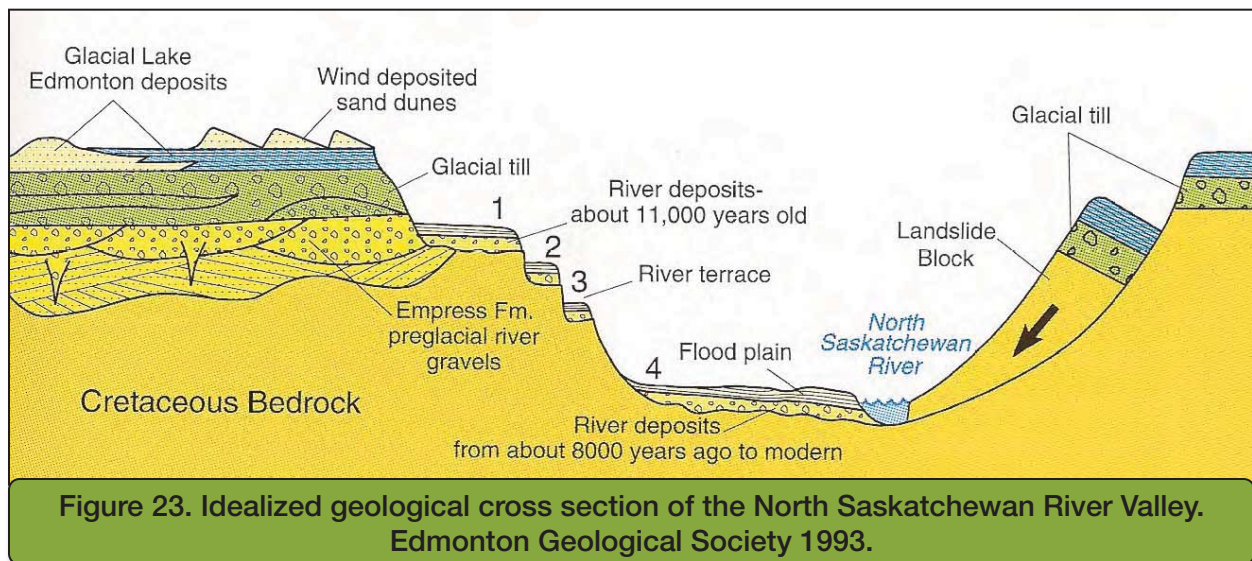 Glacial Lake
Edmonton deposits
Wind deposited
sand dunes
Glacial till
Glacial till
1
River deposits-
about 11,000 years old
2
3
River terrace
Landslide
Block
Empress Fm.
preglacial river
gravels
North
Saskatchewan
River
4
Flood plain
Cretaceous Bedrock
River deposits
from about 8000 years ago to modern
Figure 23. Idealized geological cross section of the North Saskatchewan River Valley.
Edmonton Geological Society 1993.